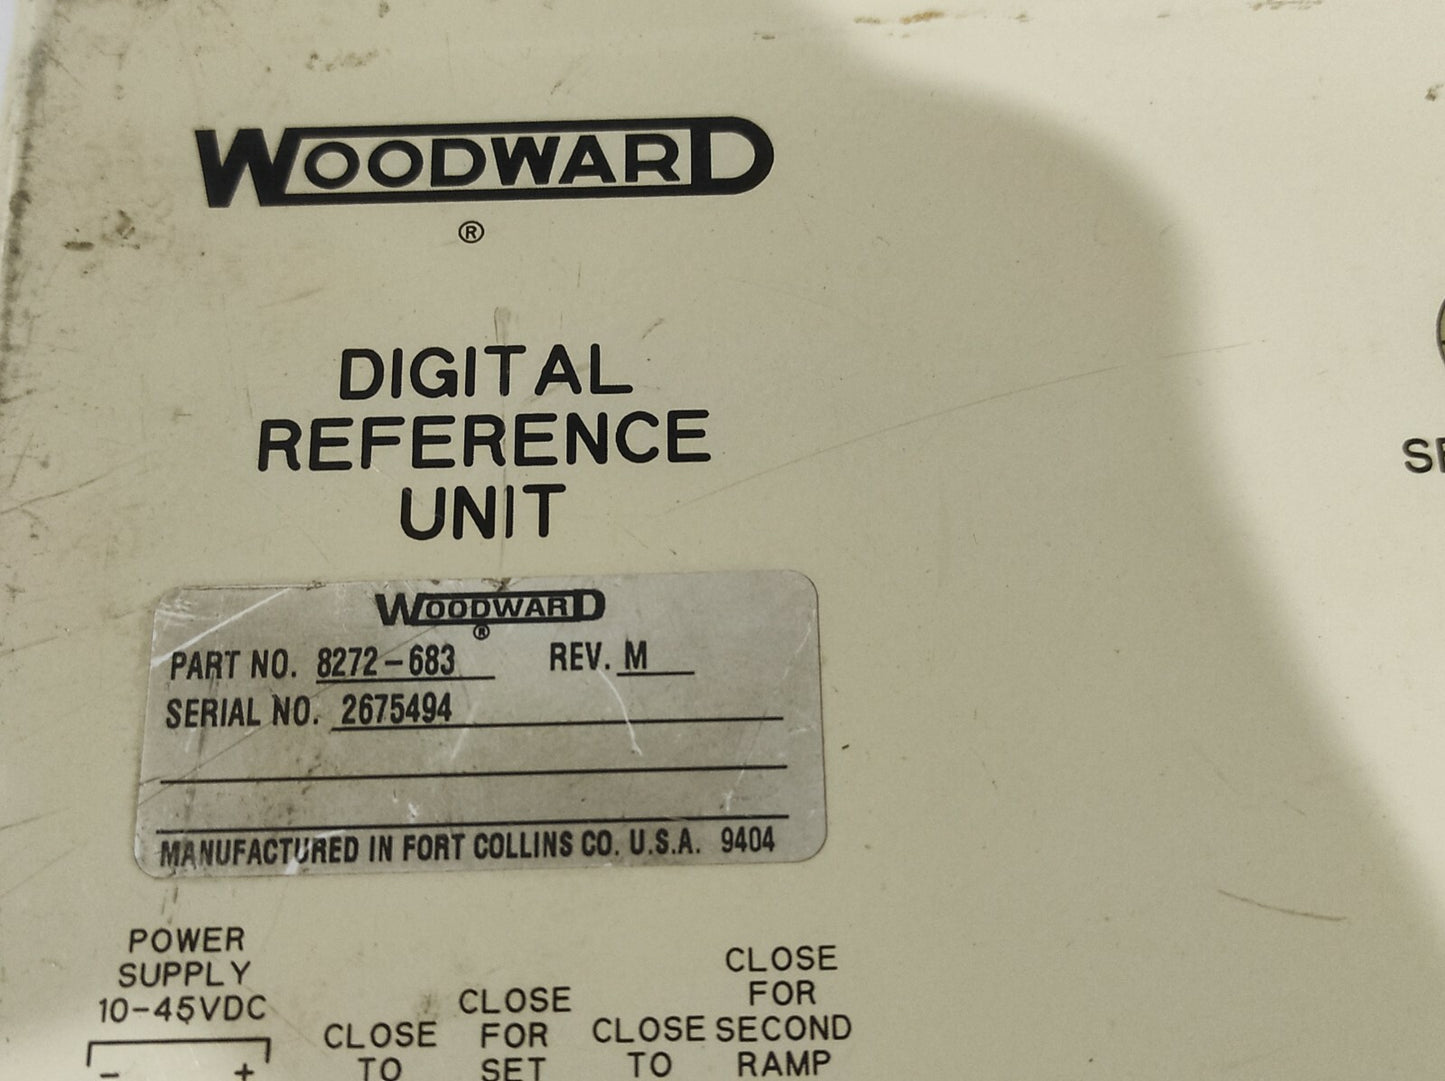 WOODWARD
®
DIGITAL
REFERENCE
UNIT
WOODWARD
®
PART NO. 8272-683 REV. M
SERIAL NO. 2675494
MANUFACTURED IN FORT COLLINS CO. U.S.A. 9404
SE
POWER
SUPPLY
10-45VDC
- +
CLOSE
TO
CLOSE
FOR
SET
CLOSE
TO
CLOSE
FOR
SECOND
RAMP